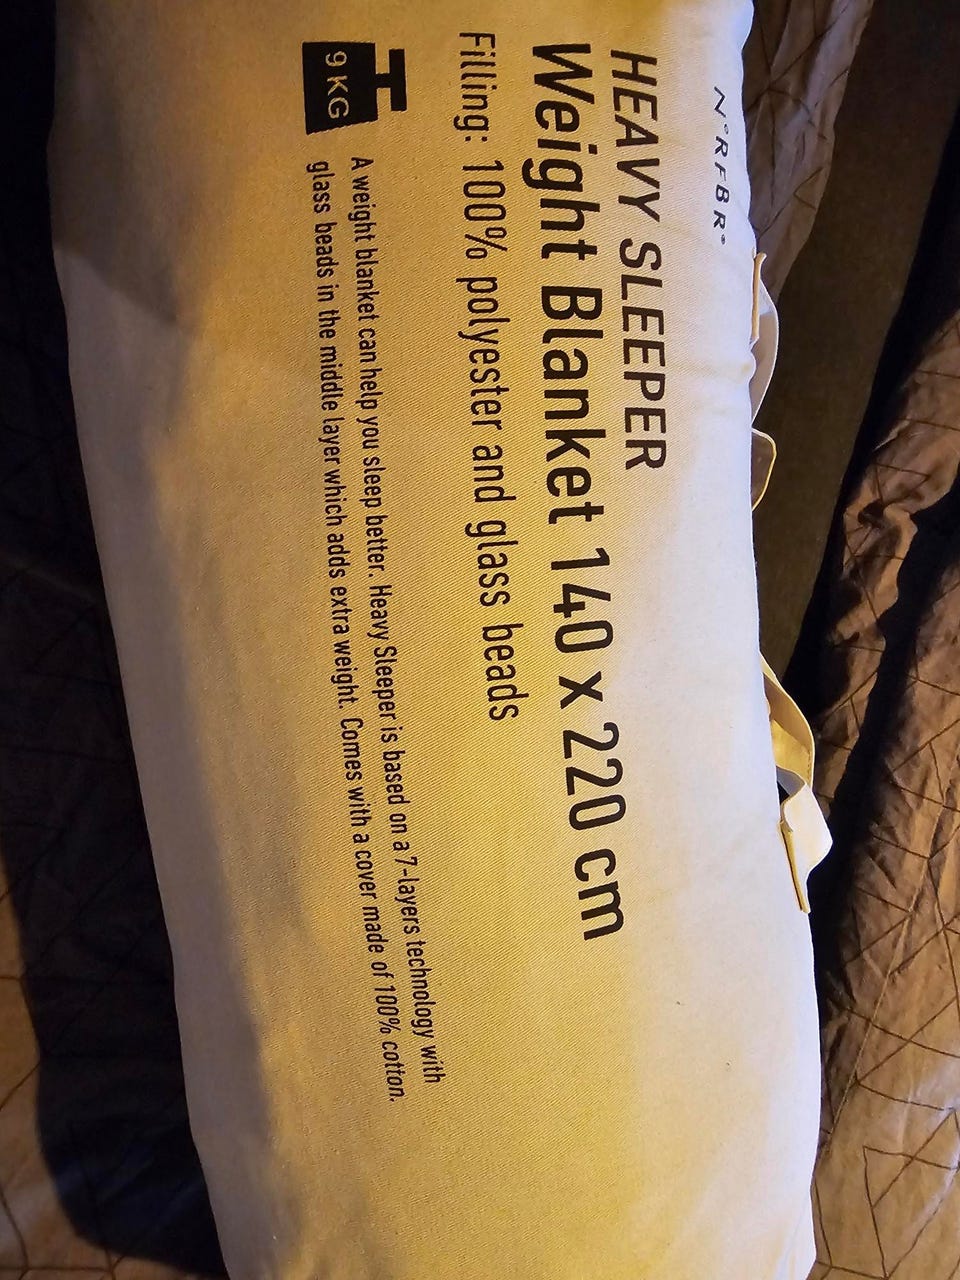 N°RFBR°
HEAVY SLEEPER
Weight Blanket 140 x 220 cm
Filling: 100% polyester and glass beads
9 KG
A weight blanket can help you sleep better. Heavy Sleeper is based on a 7-layers technology with
glass beads in the middle layer which adds extra weight. Comes with a cover made of 100% cotton.